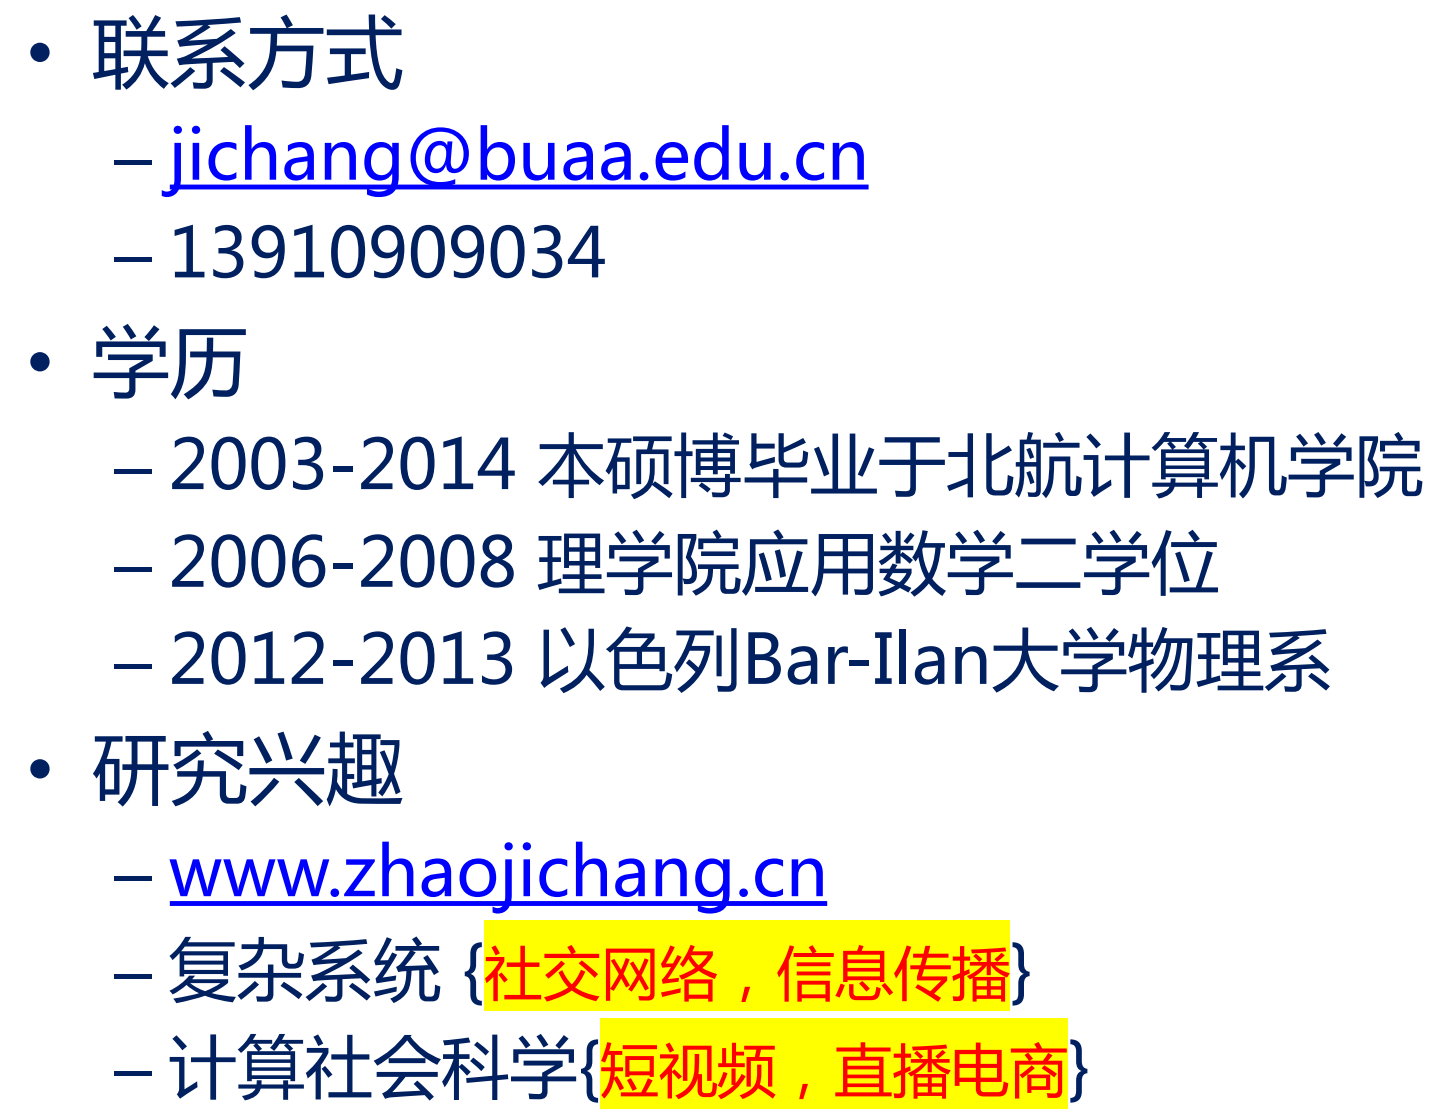 • 联系方式
– jichang@buaa.edu.cn
– 13910909034
• 学历
– 2003-2014 本硕博毕业于北航计算机学院
– 2006-2008 理学院应用数学二学位
– 2012-2013 以色列Bar-Ilan大学物理系
• 研究兴趣
– www.zhaojichang.cn
– 复杂系统 {社交网络，信息传播}
– 计算社会科学{短视频，直播电商}